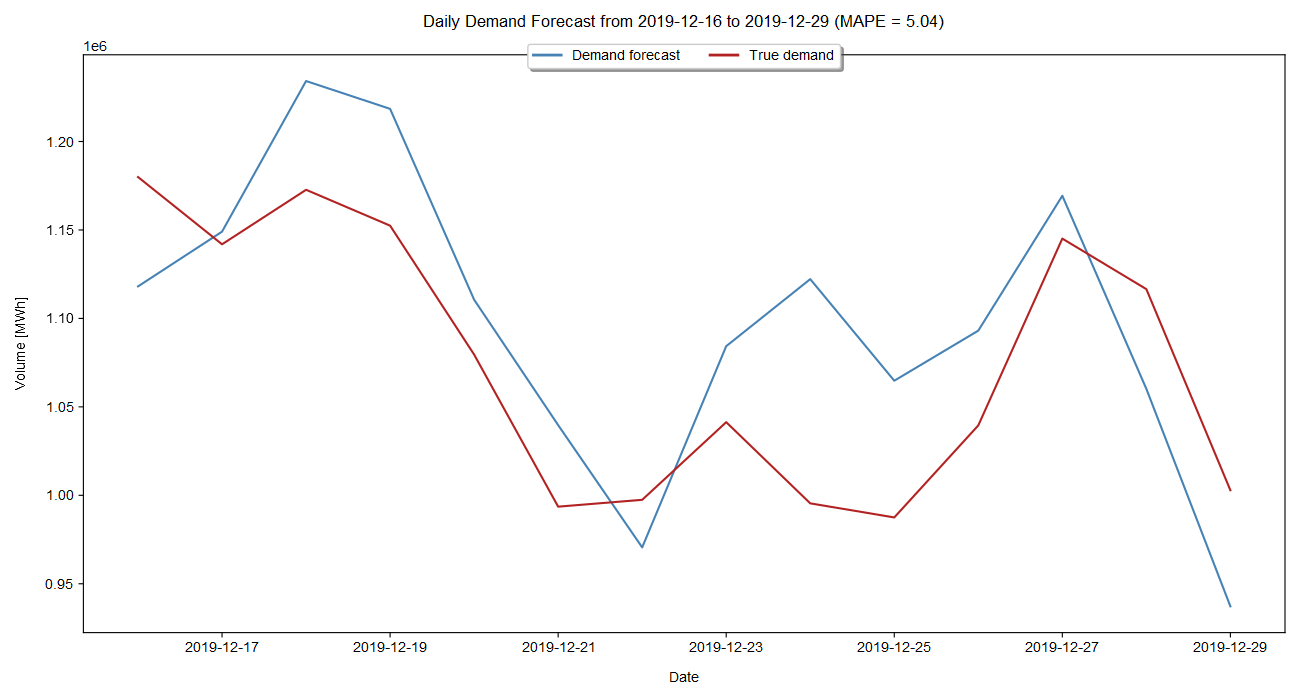 Daily Demand Forecast from 2019-12-16 to 2019-12-29 (MAPE = 5.04)
1e6
Demand forecast
True demand
1.20
1.15
1.10
1.05
1.00
0.95
Volume [MWh]
2019-12-17
2019-12-19
2019-12-21
2019-12-23
2019-12-25
2019-12-27
2019-12-29
Date